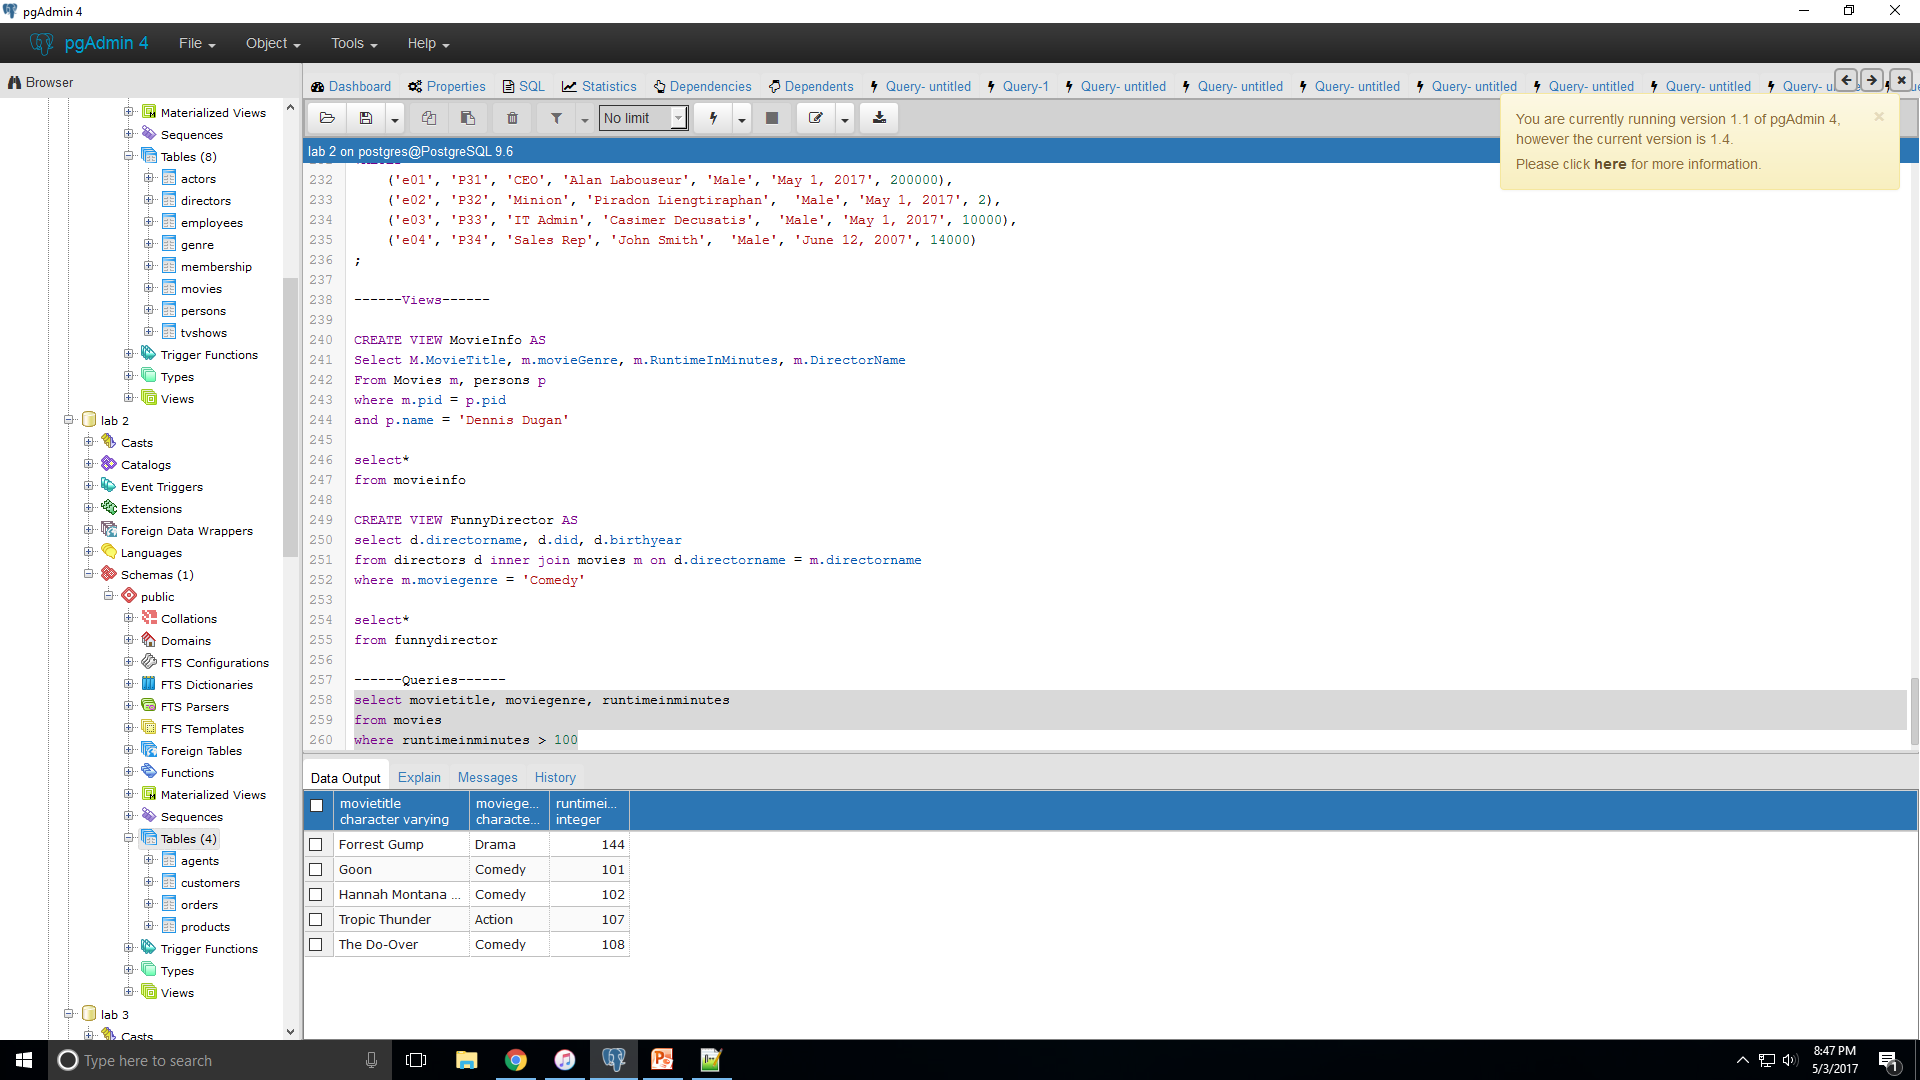 pgAdmin 4
pgAdmin 4 File Object Tools Help
Browser
Dashboard Properties SQL Statistics Dependencies Dependents Query- untitled Query-1 Query- untitled Query- untitled Query- untitled Query- untitled Query- untitled Query- untitled
Materialized Views
Sequences
Tables (8)
actors
directors
employees
genre
membership
movies
persons
tvshows
Trigger Functions
Types
Views
lab 2
Casts
Catalogs
Event Triggers
Extensions
Foreign Data Wrappers
Languages
Schemas (1)
public
Collations
Domains
FTS Configurations
FTS Dictionaries
FTS Parsers
FTS Templates
Foreign Tables
Functions
Materialized Views
Sequences
Tables (4)
agents
customers
orders
products
Trigger Functions
Types
Views
lab 3
Casts
No limit
You are currently running version 1.1 of pgAdmin 4,
however the current version is 1.4.
Please click here for more information.
lab 2 on postgres@PostgreSQL 9.6
232 ('e01', 'P31', 'CEO', 'Alan Labouseur', 'Male', 'May 1, 2017', 200000),
233 ('e02', 'P32', 'Minion', 'Piradon Liengtiraphan', 'Male', 'May 1, 2017', 2),
234 ('e03', 'P33', 'IT Admin', 'Casimer Decusatis', 'Male', 'May 1, 2017', 10000),
235 ('e04', 'P34', 'Sales Rep', 'John Smith', 'Male', 'June 12, 2007', 14000)
236 ;
237
238 ------Views------
239
240 CREATE VIEW MovieInfo AS
241 Select M.MovieTitle, m.movieGenre, m.RuntimeInMinutes, m.DirectorName
242 From Movies m, persons p
243 where m.pid = p.pid
244 and p.name = 'Dennis Dugan'
245
246 select*
247 from movieinfo
248
249 CREATE VIEW FunnyDirector AS
250 select d.directorname, d.did, d.birthyear
251 from directors d inner join movies m on d.directorname = m.directorname
252 where m.moviegenre = 'Comedy'
253
254 select*
255 from funnydirector
256
257 ------Queries------
258 select movietitle, moviegenre, runtimeinminutes
259 from movies
260 where runtimeinminutes > 100
Data Output Explain Messages History
movietitle moviege... runtimei...
character varying characte... integer
Forrest Gump Drama 144
Goon Comedy 101
Hannah Montana ... Comedy 102
Tropic Thunder Action 107
The Do-Over Comedy 108
Type here to search
8:47 PM
5/3/2017
1